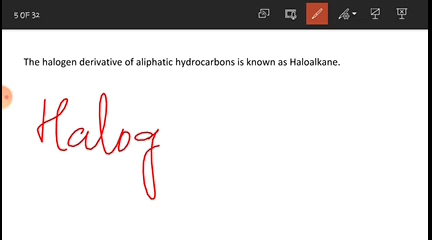 5 OF 32
The halogen derivative of aliphatic hydrocarbons is known as Haloalkane.
Halog